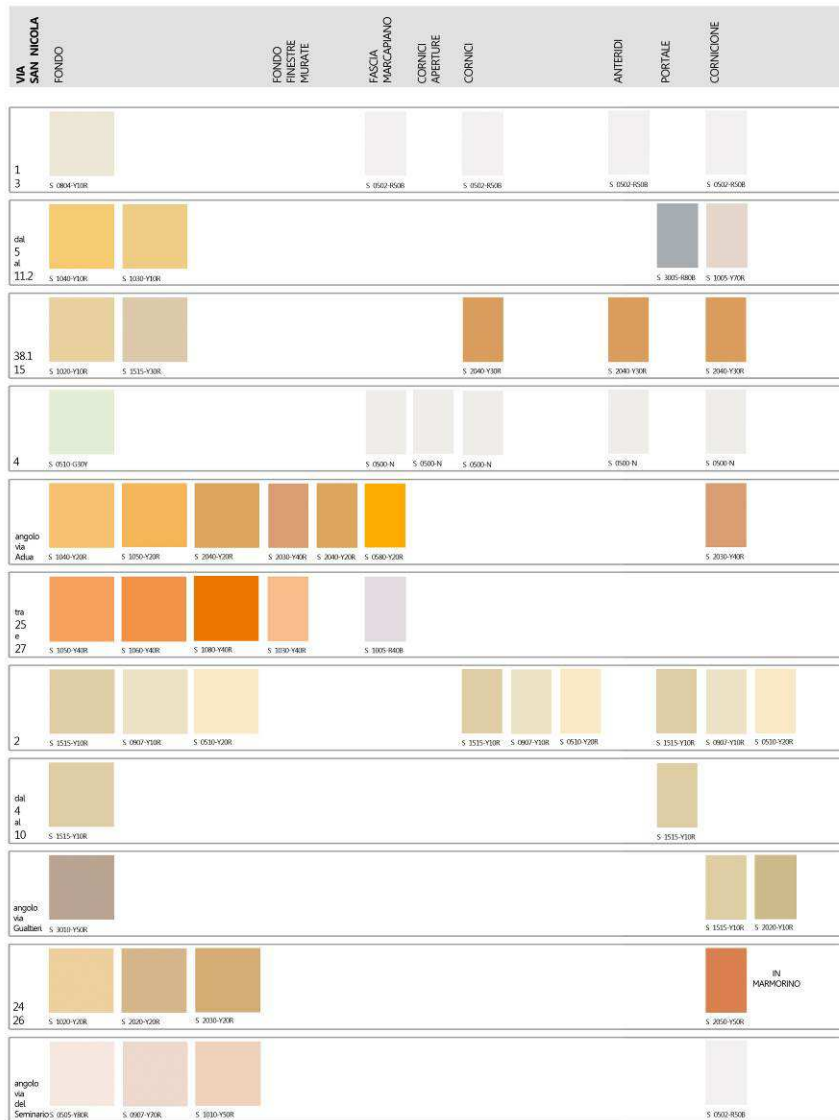 VIA
SAN NICOLA
FONDO
FONDO
FINESTRE
MURATE
FASCIA
MARCAPIANO
CORNICI
APERTURE
CORNICI
ANTERIDI
PORTALE
CORNICIONE
1
3
S 0804-Y10R
S 0502-R50B
S 0502-R50B
S 0502-R50B
S 0502-R50B
dal
5
al
11.2
S 1040-Y10R
S 1030-Y10R
S 3005-R80B
S 1005-Y70R
38.1
15
S 1020-Y10R
S 1515-Y30R
S 2040-Y30R
S 2040-Y30R
S 2040-Y30R
4
S 0510-G30Y
S 0500-N
S 0500-N
S 0500-N
S 0500-N
S 0500-N
angolo
via
Adua
S 1040-Y20R
S 1050-Y20R
S 2040-Y20R
S 2030-Y40R
S 2040-Y20R
S 0580-Y20R
S 2030-Y40R
tra
25
e
27
S 1050-Y40R
S 1060-Y40R
S 1080-Y40R
S 1030-Y40R
S 1005-R40B
2
S 1515-Y10R
S 0907-Y10R
S 0510-Y20R
S 1515-Y10R
S 0907-Y10R
S 0510-Y20R
S 1515-Y10R
S 0907-Y10R
S 0510-Y20R
dal
4
al
10
S 1515-Y10R
S 1515-Y10R
angolo
via
Gualtieri
S 3010-Y50R
S 1515-Y10R
S 2020-Y10R
24
26
S 1020-Y20R
S 2020-Y20R
S 2030-Y20R
S 2050-Y50R
IN
MARMORINO
angolo
via
del
Seminario
S 0505-Y80R
S 0907-Y70R
S 1010-Y50R
S 0502-R50B